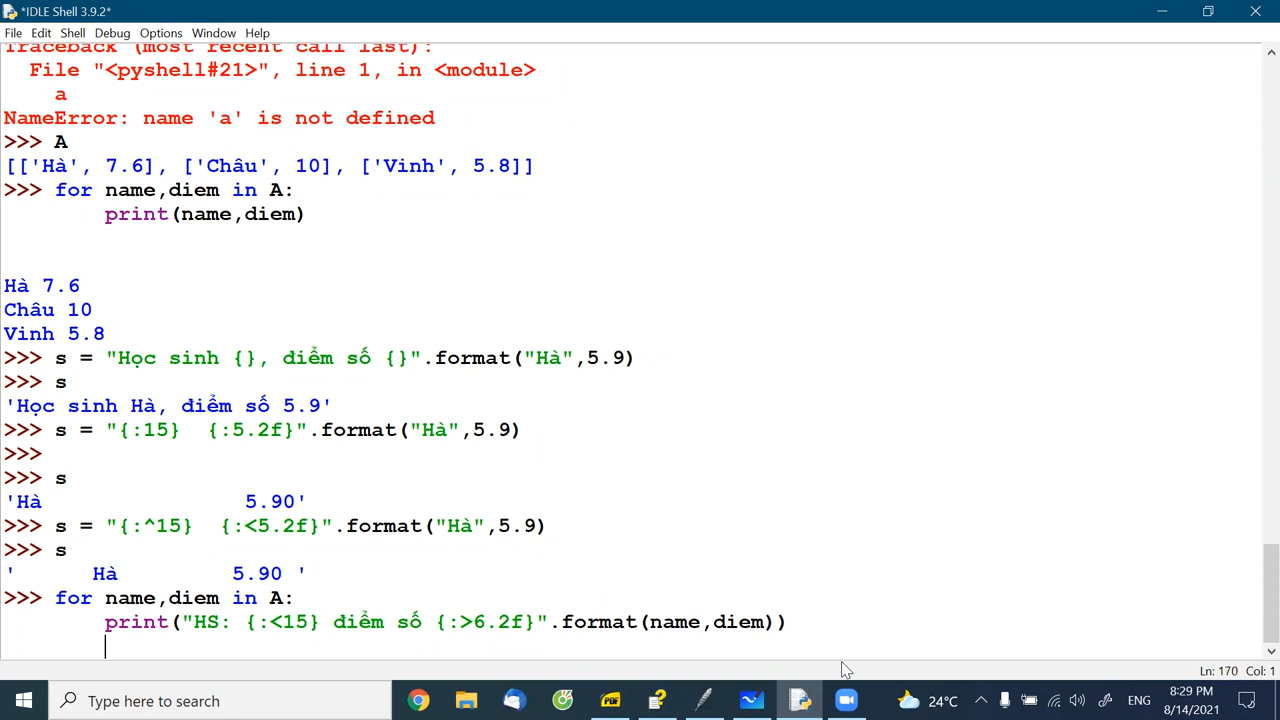 *IDLE Shell 3.9.2*
File Edit Shell Debug Options Window Help
Traceback (most recent call last):
  File "<pyshell#21>", line 1, in <module>
    a
NameError: name 'a' is not defined
>>> A
[['Hà', 7.6], ['Châu', 10], ['Vinh', 5.8]]
>>> for name,diem in A:
        print(name,diem)
Hà 7.6
Châu 10
Vinh 5.8
>>> s = "Học sinh {}, điểm số {}".format("Hà",5.9)
>>> s
'Học sinh Hà, điểm số 5.9'
>>> s = "{:15}  {:5.2f}".format("Hà",5.9)
>>>
>>> s
'Hà                5.90'
>>> s = "{:^15}  {:<5.2f}".format("Hà",5.9)
>>> s
'      Hà         5.90 '
>>> for name,diem in A:
        print("HS: {:<15} điểm số {:>6.2f}".format(name,diem))
Ln: 170 Col: 1
Type here to search
PDF
24°C
ENG
8:29 PM
8/14/2021